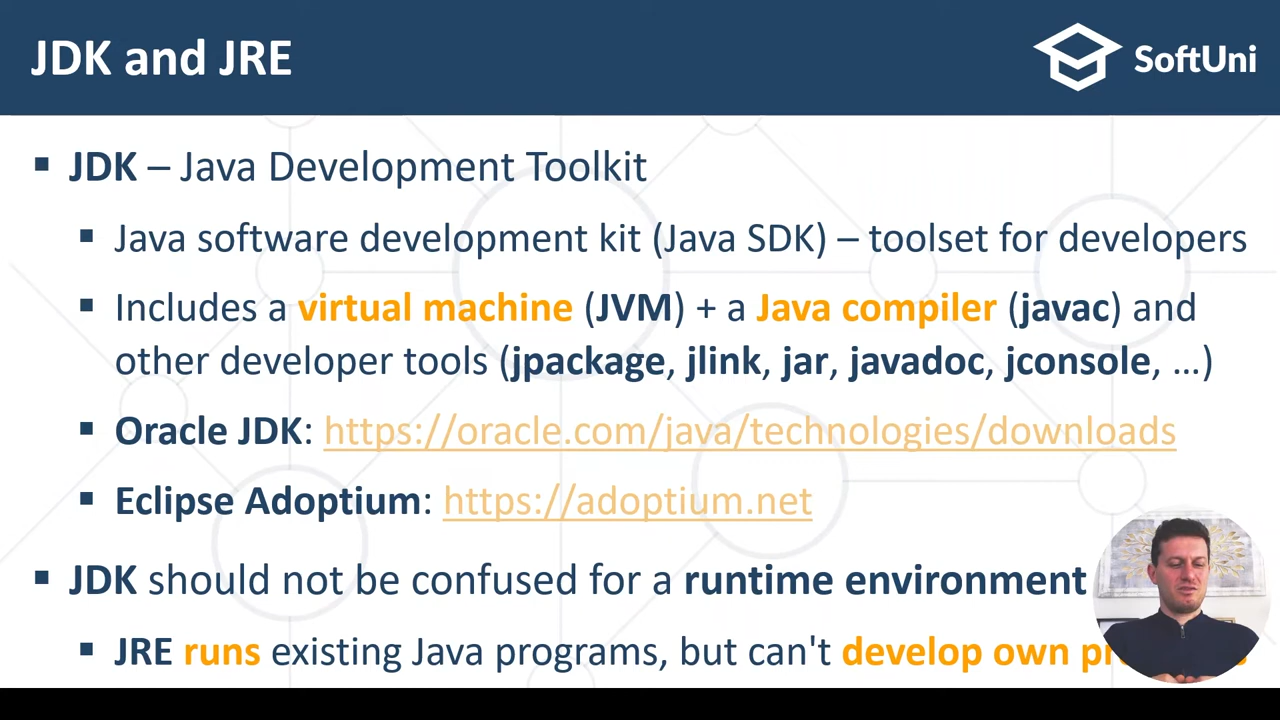 JDK and JRE
SoftUni
▪ JDK – Java Development Toolkit
▪ Java software development kit (Java SDK) – toolset for developers
▪ Includes a virtual machine (JVM) + a Java compiler (javac) and
other developer tools (jpackage, jlink, jar, javadoc, jconsole, …)
▪ Oracle JDK: https://oracle.com/java/technologies/downloads
▪ Eclipse Adoptium: https://adoptium.net
▪ JDK should not be confused for a runtime environment
▪ JRE runs existing Java programs, but can't develop own